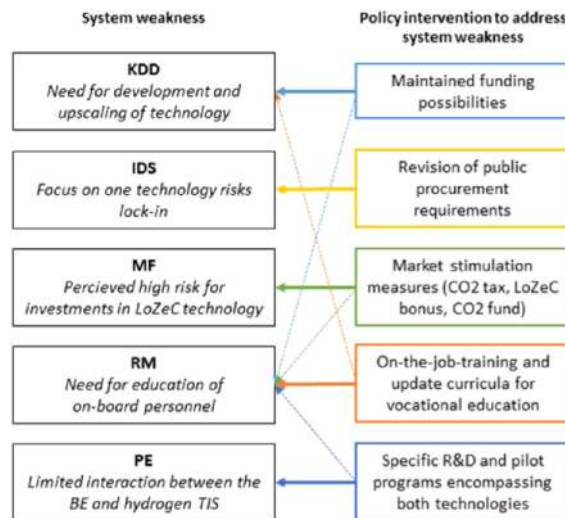 System weakness
Policy intervention to address
system weakness
KDD
Need for development and
upscaling of technology
Maintained funding
possibilities
IDS
Focus on one technology risks
lock-in
Revision of public
procurement
requirements
MF
Percieved high risk for
investments in LoZeC technology
Market stimulation
measures (CO2 tax, LoZeC
bonus, CO2 fund)
RM
Need for education of
on-board personnel
On-the-job-training and
update curricula for
vocational education
PE
Limited interaction between the
BE and hydrogen TIS
Specific R&D and pilot
programs encompassing
both technologies